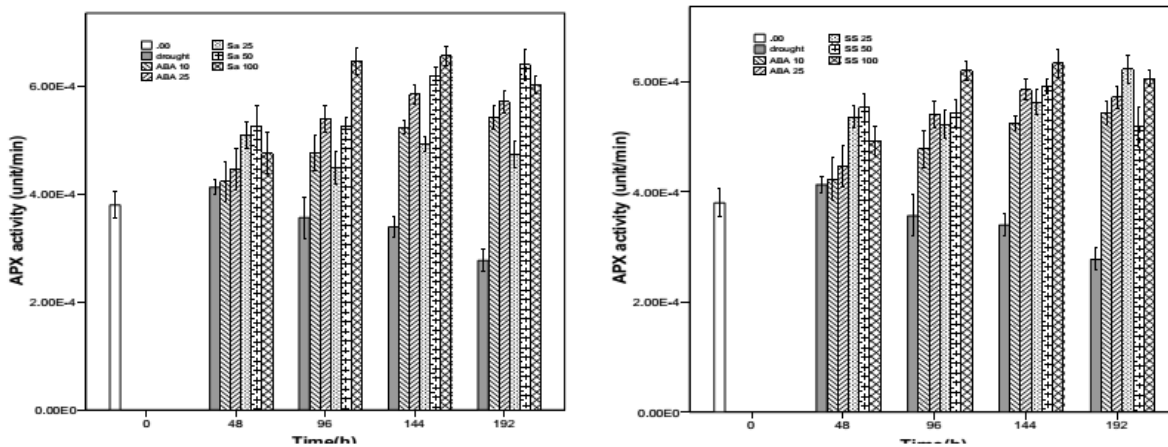 .00
drought
ABA 10
ABA 25
Sa 25
Sa 50
Sa 100
6.00E-4
4.00E-4
2.00E-4
0.00E0
APX activity (unit/min)
0 48 96 144 192
Time(h)
.00
drought
ABA 10
ABA 25
SS 25
SS 50
SS 100
6.00E-4
4.00E-4
2.00E-4
0.00E0
APX activity (unit/min)
0 48 96 144 192
Time(h)